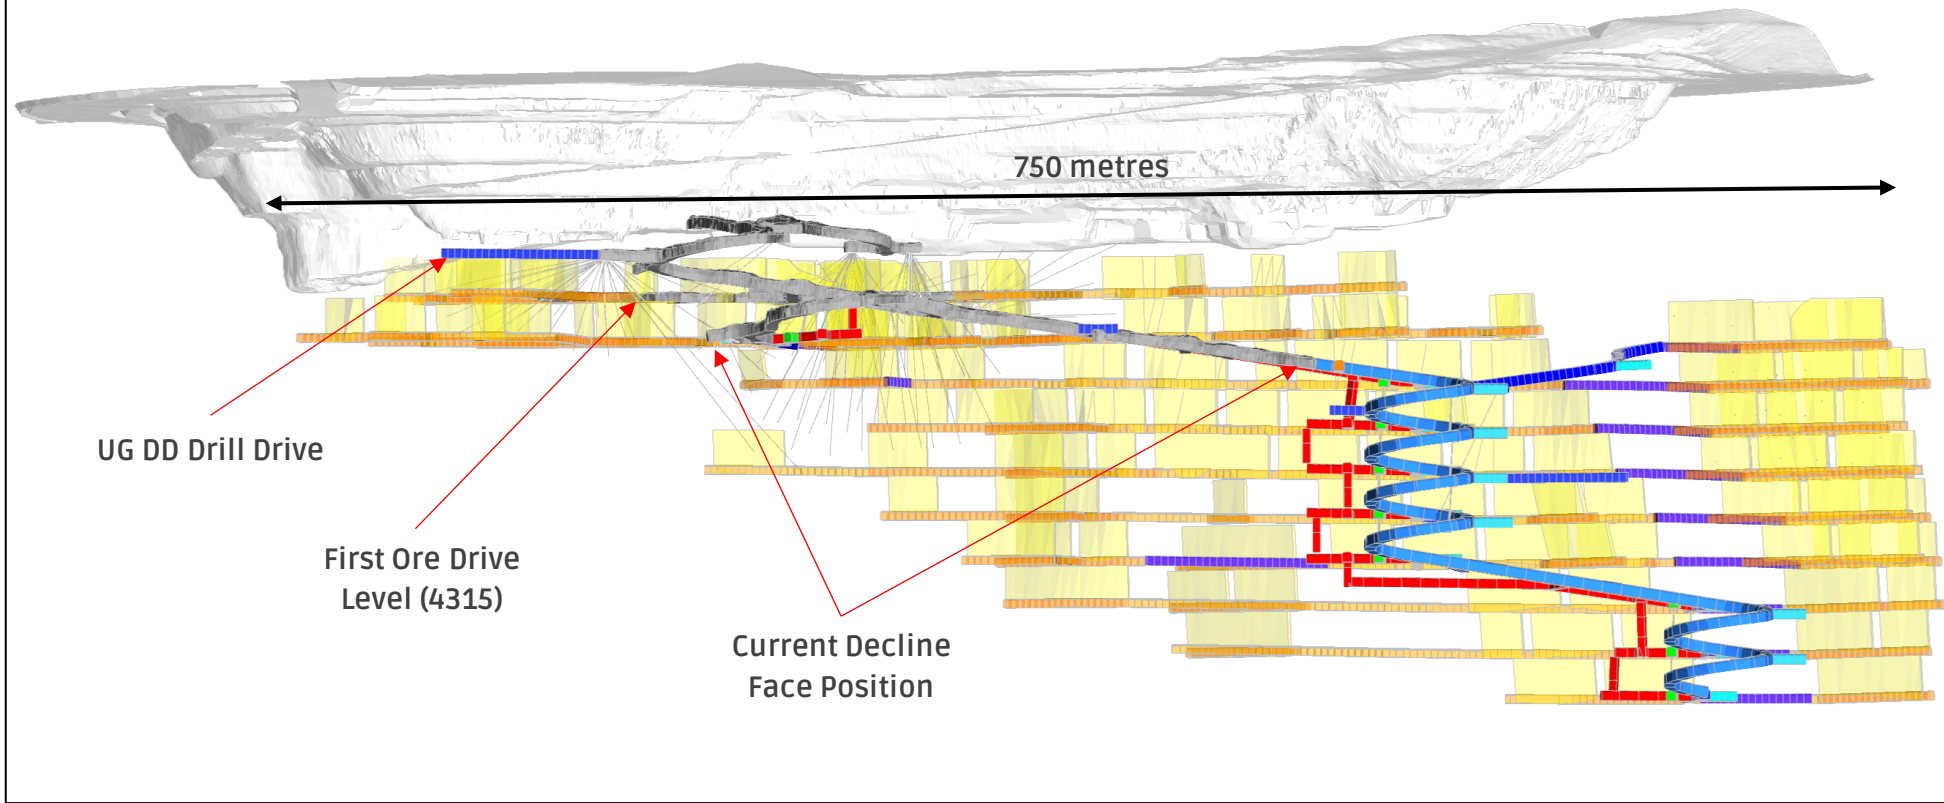 750 metres
UG DD Drill Drive
First Ore Drive
Level (4315)
Current Decline
Face Position